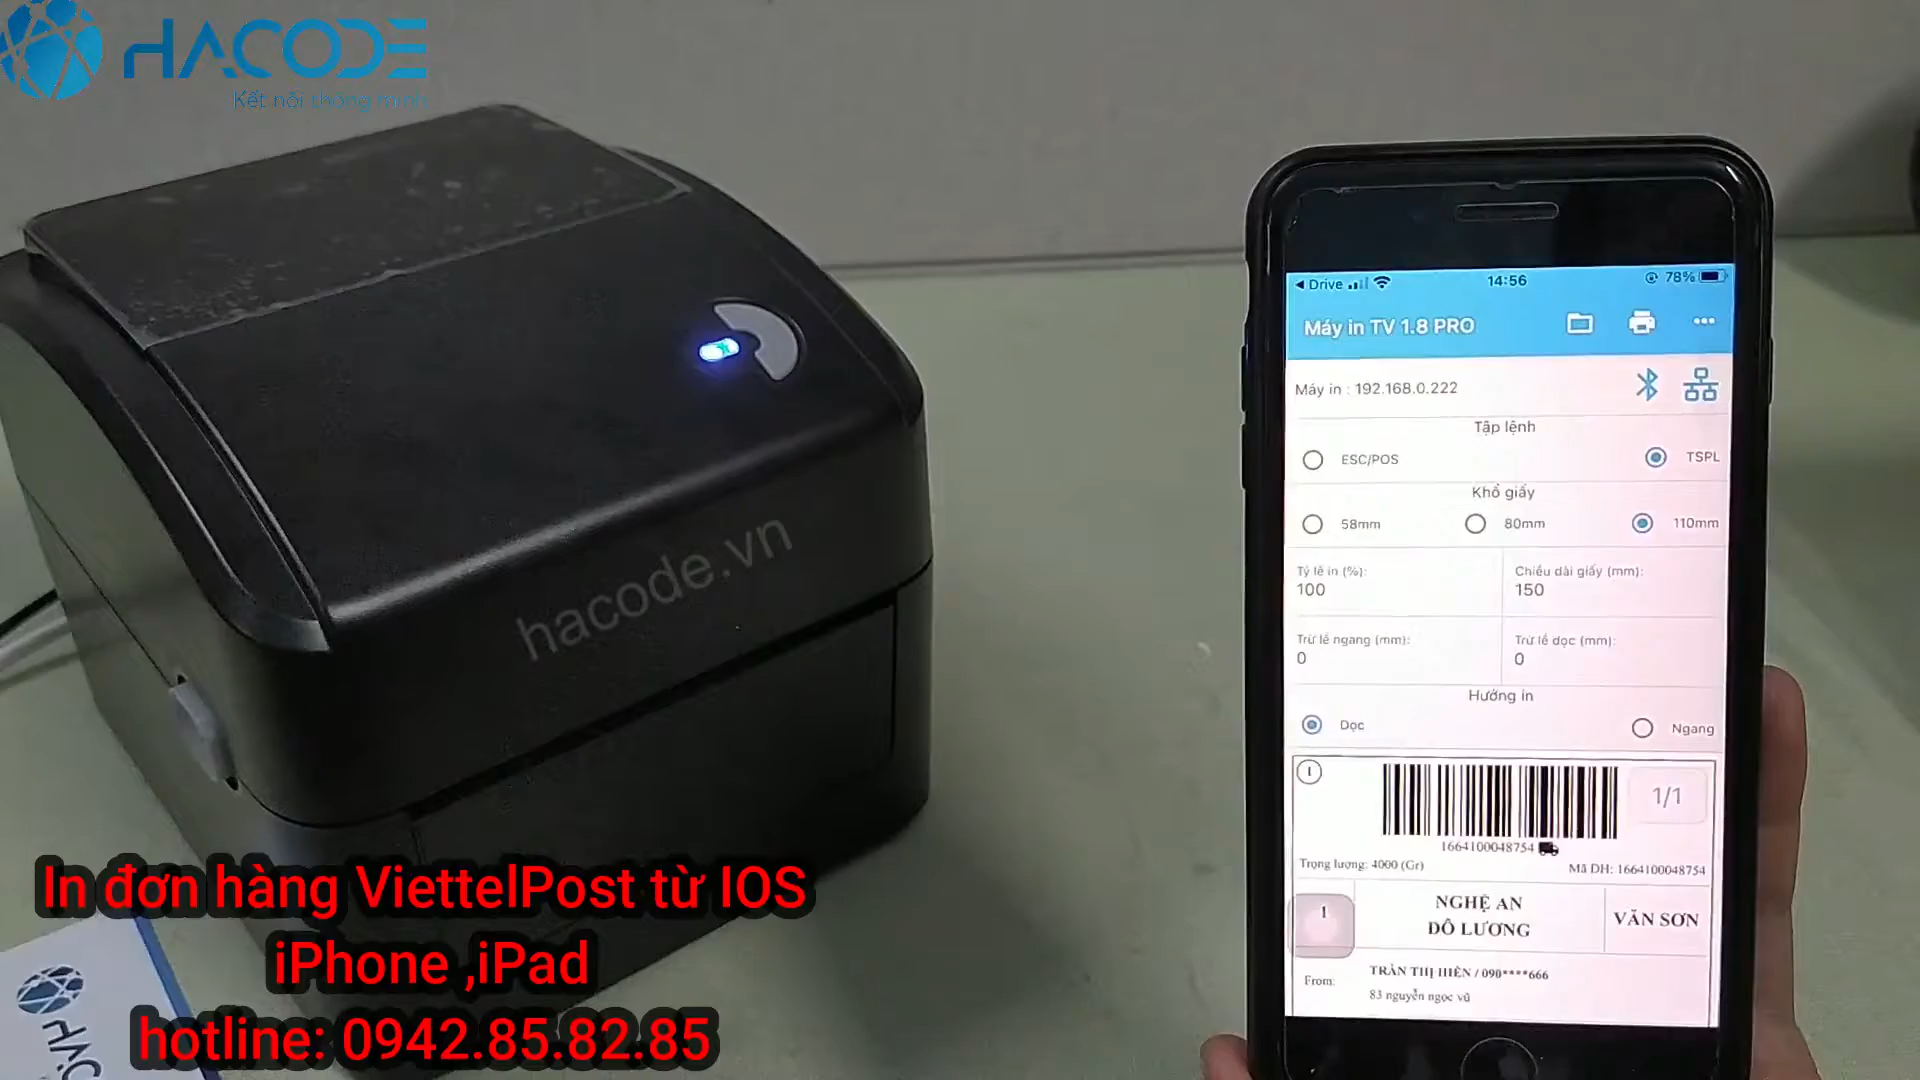 HACODE
Kết nối thông minh
hacode.vn
In đơn hàng ViettelPost từ IOS
iPhone ,iPad
hotline: 0942.85.82.85
Drive
14:56
78%
Máy in TV 1.8 PRO
Máy in : 192.168.0.222
Tập lệnh
ESC/POS TSPL
Khổ giấy
58mm 80mm 110mm
Tỷ lệ in (%): Chiều dài giấy (mm):
100 150
Trừ lề ngang (mm): Trừ lề dọc (mm):
0 0
Hướng in
Dọc Ngang
1 1/1
1664100048754
Trọng lượng: 4000 (Gr) Mã DH: 1664100048754
1 NGHỆ AN
ĐÔ LƯƠNG VĂN SƠN
From: TRẦN THỊ HIÊN / 090****666
83 nguyễn ngọc vũ